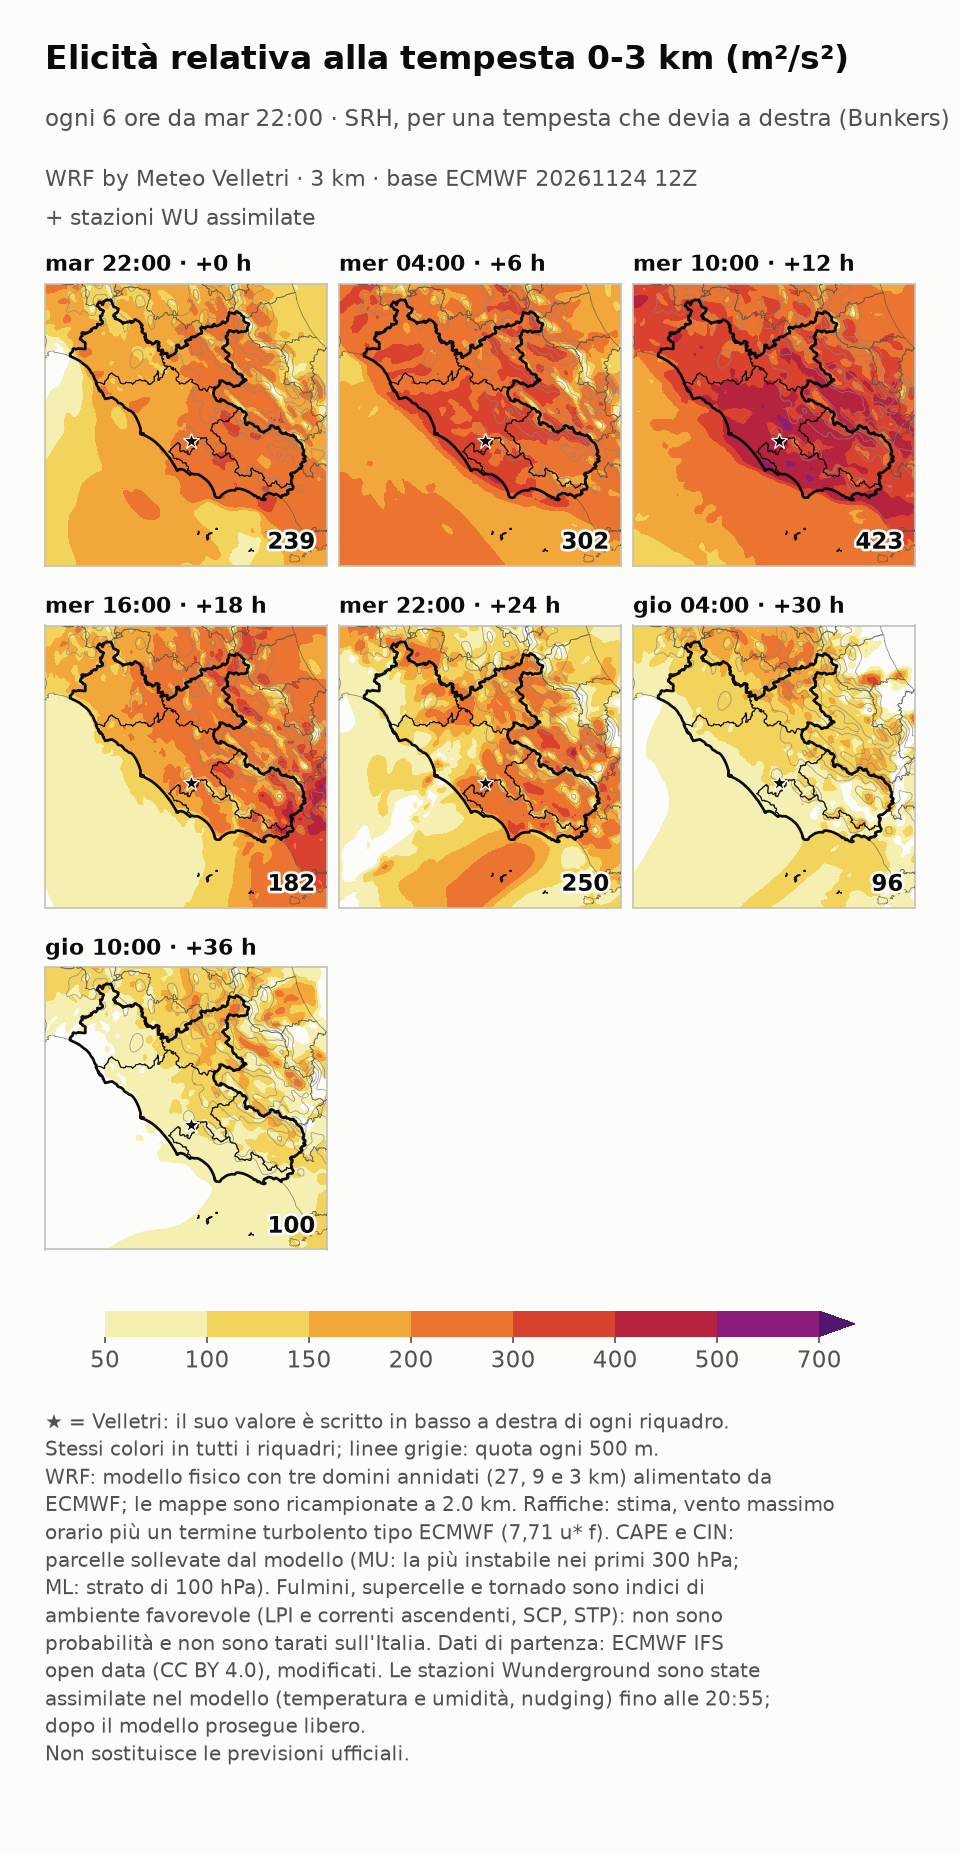 Elicità relativa alla tempesta 0-3 km (m²/s²)
ogni 6 ore da mar 22:00 · SRH, per una tempesta che devia a destra (Bunkers)
WRF by Meteo Velletri · 3 km · base ECMWF 20261124 12Z
+ stazioni WU assimilate
mar 22:00 · +0 h
mer 04:00 · +6 h
mer 10:00 · +12 h
239
302
423
mer 16:00 · +18 h
mer 22:00 · +24 h
gio 04:00 · +30 h
182
250
96
gio 10:00 · +36 h
100
50 100 150 200 300 400 500 700
★ = Velletri: il suo valore è scritto in basso a destra di ogni riquadro.
Stessi colori in tutti i riquadri; linee grigie: quota ogni 500 m.
WRF: modello fisico con tre domini annidati (27, 9 e 3 km) alimentato da
ECMWF; le mappe sono ricampionate a 2.0 km. Raffiche: stima, vento massimo
orario più un termine turbolento tipo ECMWF (7,71 u* f). CAPE e CIN:
parcelle sollevate dal modello (MU: la più instabile nei primi 300 hPa;
ML: strato di 100 hPa). Fulmini, supercelle e tornado sono indici di
ambiente favorevole (LPI e correnti ascendenti, SCP, STP): non sono
probabilità e non sono tarati sull'Italia. Dati di partenza: ECMWF IFS
open data (CC BY 4.0), modificati. Le stazioni Wunderground sono state
assimilate nel modello (temperatura e umidità, nudging) fino alle 20:55;
dopo il modello prosegue libero.
Non sostituisce le previsioni ufficiali.